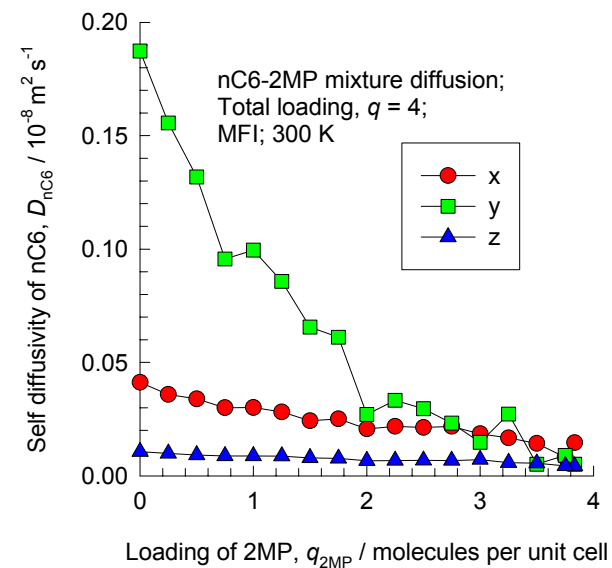 0.20
0.15
0.10
0.05
0.00
Self diffusivity of nC6, D_nC6 / 10⁻⁸ m² s⁻¹
nC6-2MP mixture diffusion;
Total loading, q = 4;
MFI; 300 K
x
y
z
0 1 2 3 4
Loading of 2MP, q_2MP / molecules per unit cell